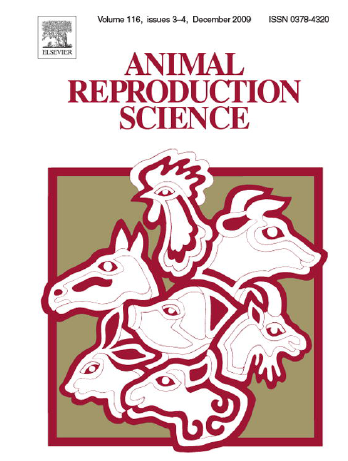 Volume 116, issues 3–4, December 2009 ISSN 0378-4320
ELSEVIER
ANIMAL
REPRODUCTION
SCIENCE